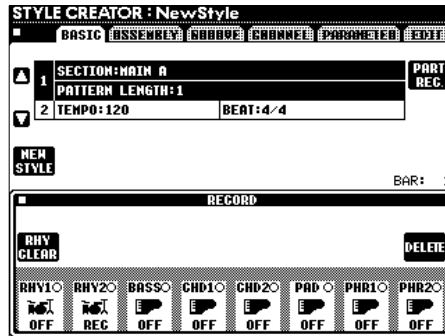 STYLE CREATOR : NewStyle
BASIC ASSEMBLY GROOVE CHANNEL PARAMETER EDIT
1 SECTION:MAIN A
PATTERN LENGTH:1
PART REC.
2 TEMPO:120 BEAT:4/4
NEW STYLE
BAR:
RECORD
RHY CLEAR
DELETE
RHY1 RHY2 BASS CHD1 CHD2 PAD PHR1 PHR2
OFF REC OFF OFF OFF OFF OFF OFF